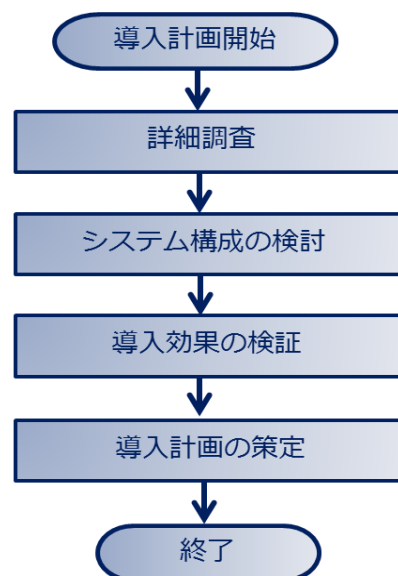 導入計画開始
詳細調査
システム構成の検討
導入効果の検証
導入計画の策定
終了